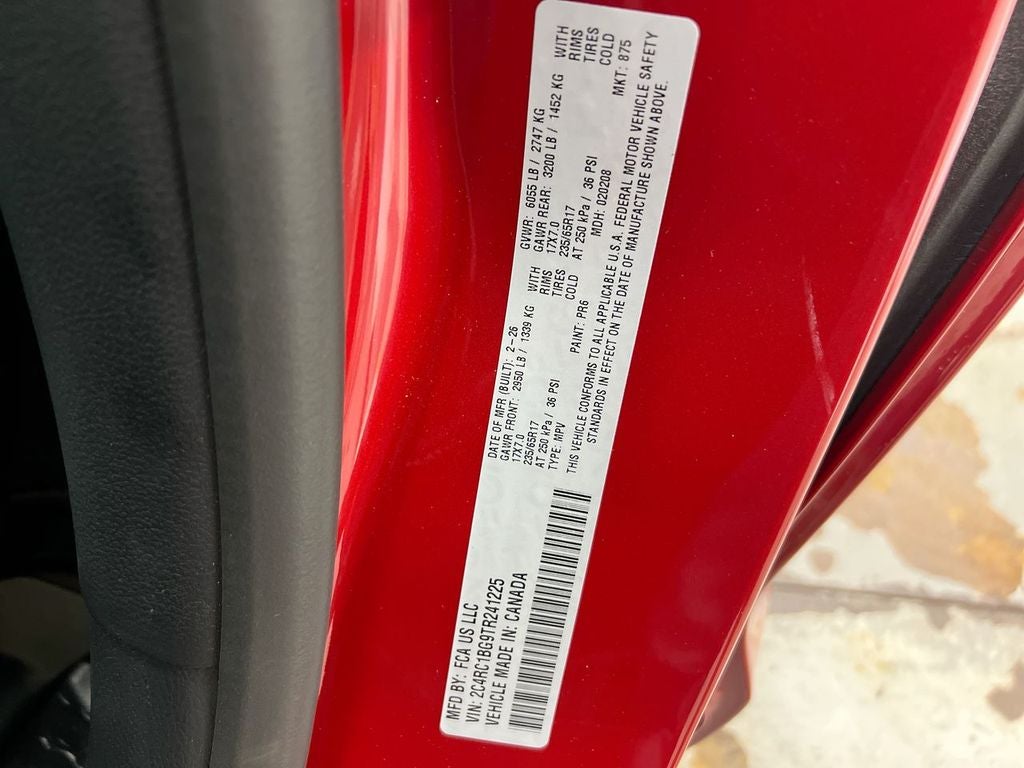 MFD BY: FCA US LLC
VIN: 2C4RC1BG9TR241225
VEHICLE MADE IN: CANADA
DATE OF MFR (BUILT): 2-26 GVWR: 6055 LB / 2747 KG
GAWR FRONT: 2950 LB / 1339 KG WITH GAWR REAR: 3200 LB / 1452 KG WITH
17X7.0 RIMS 17X7.0 RIMS
235/65R17 TIRES 235/65R17 TIRES
AT 250 kPa / 36 PSI COLD AT 250 kPa / 36 PSI COLD
TYPE: MPV PAINT: PR6 MDH: 020208 MKT: 875
THIS VEHICLE CONFORMS TO ALL APPLICABLE U.S.A. FEDERAL MOTOR VEHICLE SAFETY
STANDARDS IN EFFECT ON THE DATE OF MANUFACTURE SHOWN ABOVE.